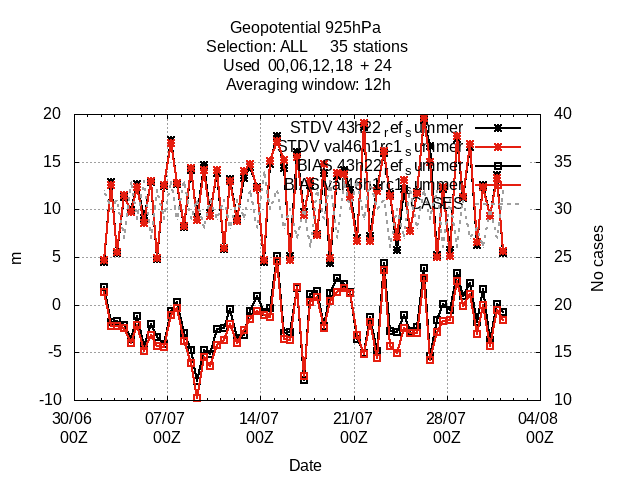 Geopotential 925hPa
Selection: ALL 35 stations
Used 00,06,12,18 + 24
Averaging window: 12h
STDV 43h22_ref_summer
STDV val46h1rc1_summer
BIAS 43h22_ref_summer
BIAS val46h1rc1_summer
CASES
20
15
10
5
0
-5
-10
m
40
35
30
25
20
15
10
No cases
30/06 07/07 14/07 21/07 28/07 04/08
00Z 00Z 00Z 00Z 00Z 00Z
Date